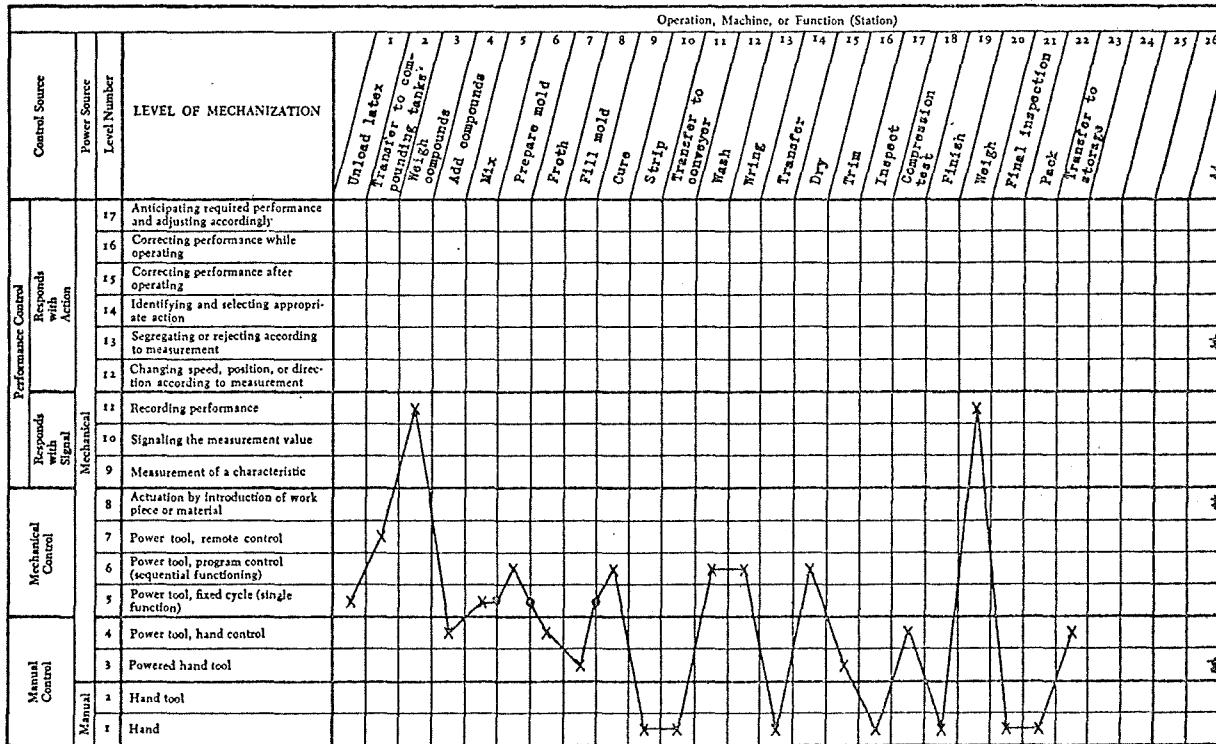 Operation, Machine, or Function (Station)
Control Source
Power Source
Level Number
LEVEL OF MECHANIZATION
1 2 3 4 5 6 7 8 9 10 11 12 13 14 15 16 17 18 19 20 21 22 23 24 25 26
Unload latex
Transfer to com-
pounding tanks
Weigh
compounds
Add compounds
Mix
Prepare mold
Froth
Fill mold
Cure
Strip
Transfer to
conveyer
Wash
Wring
Transfer
Dry
Trim
Inspect
Compression
test
Finish
Weigh
Final inspection
Pack
Transfer to
storage
Performance Control
Responds
with
Action
17 Anticipating required performance
and adjusting accordingly
16 Correcting performance while
operating
15 Correcting performance after
operating
14 Identifying and selecting appropri-
ate action
13 Segregating or rejecting according
to measurement
12 Changing speed, position, or direc-
tion according to measurement
Responds
with
Signal
Mechanical
11 Recording performance
10 Signaling the measurement value
9 Measurement of a characteristic
Mechanical
Control
8 Actuation by introduction of work
piece or material
7 Power tool, remote control
6 Power tool, program control
(sequential functioning)
5 Power tool, fixed cycle (single
function)
Manual
Control
4 Power tool, hand control
3 Powered hand tool
Manual
2 Hand tool
1 Hand